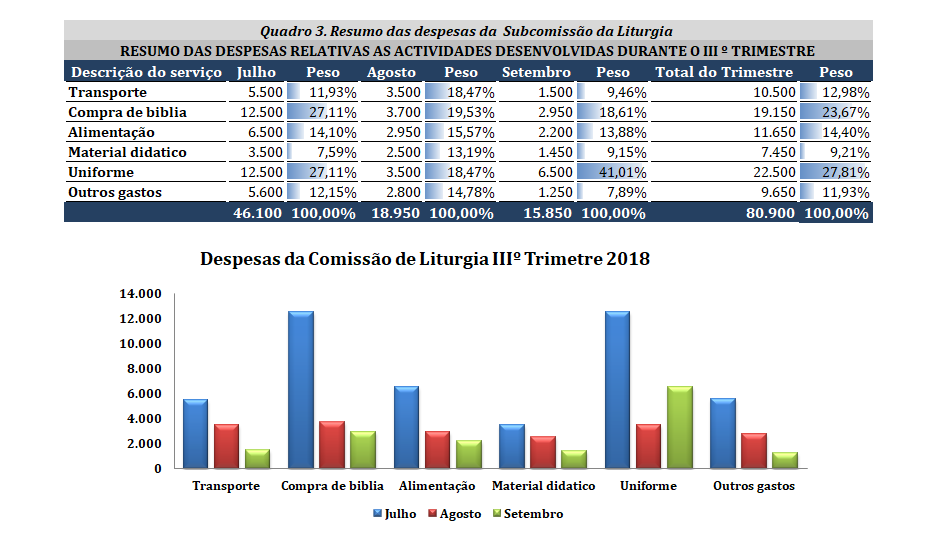 Quadro 3. Resumo das despesas da Subcomissão da Liturgia
RESUMO DAS DESPESAS RELATIVAS AS ACTIVIDADES DESENVOLVIDAS DURANTE O III º TRIMESTRE
Descrição do serviço Julho Peso Agosto Peso Setembro Peso Total do Trimestre Peso
Transporte 5.500 11,93% 3.500 18,47% 1.500 9,46% 10.500 12,98%
Compra de biblia 12.500 27,11% 3.700 19,53% 2.950 18,61% 19.150 23,67%
Alimentação 6.500 14,10% 2.950 15,57% 2.200 13,88% 11.650 14,40%
Material didatico 3.500 7,59% 2.500 13,19% 1.450 9,15% 7.450 9,21%
Uniforme 12.500 27,11% 3.500 18,47% 6.500 41,01% 22.500 27,81%
Outros gastos 5.600 12,15% 2.800 14,78% 1.250 7,89% 9.650 11,93%
46.100 100,00% 18.950 100,00% 15.850 100,00% 80.900 100,00%
Despesas da Comissão de Liturgia IIIº Trimetre 2018
14.000
12.000
10.000
8.000
6.000
4.000
2.000
0
Transporte Compra de biblia Alimentação Material didatico Uniforme Outros gastos
Julho Agosto Setembro